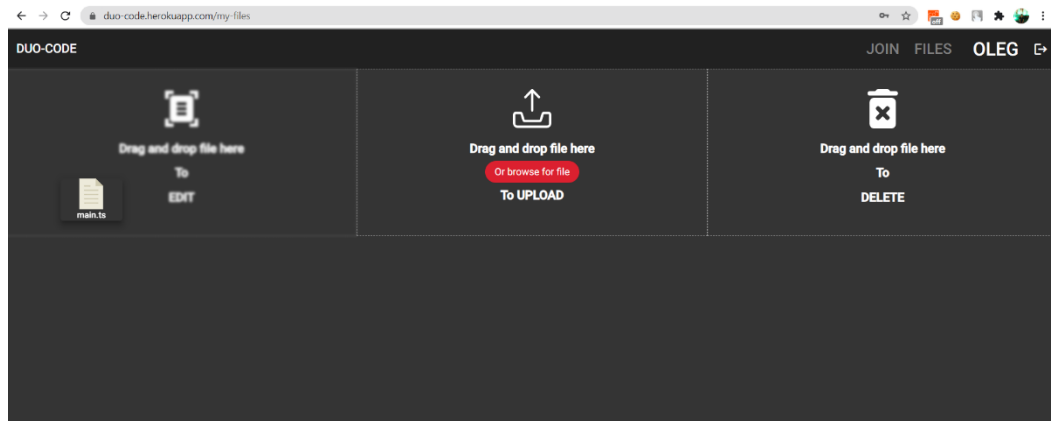 duo-code.herokuapp.com/my-files
off
DUO-CODE
JOIN FILES OLEG
Drag and drop file here
To
EDIT
main.ts
Drag and drop file here
Or browse for file
To UPLOAD
Drag and drop file here
To
DELETE